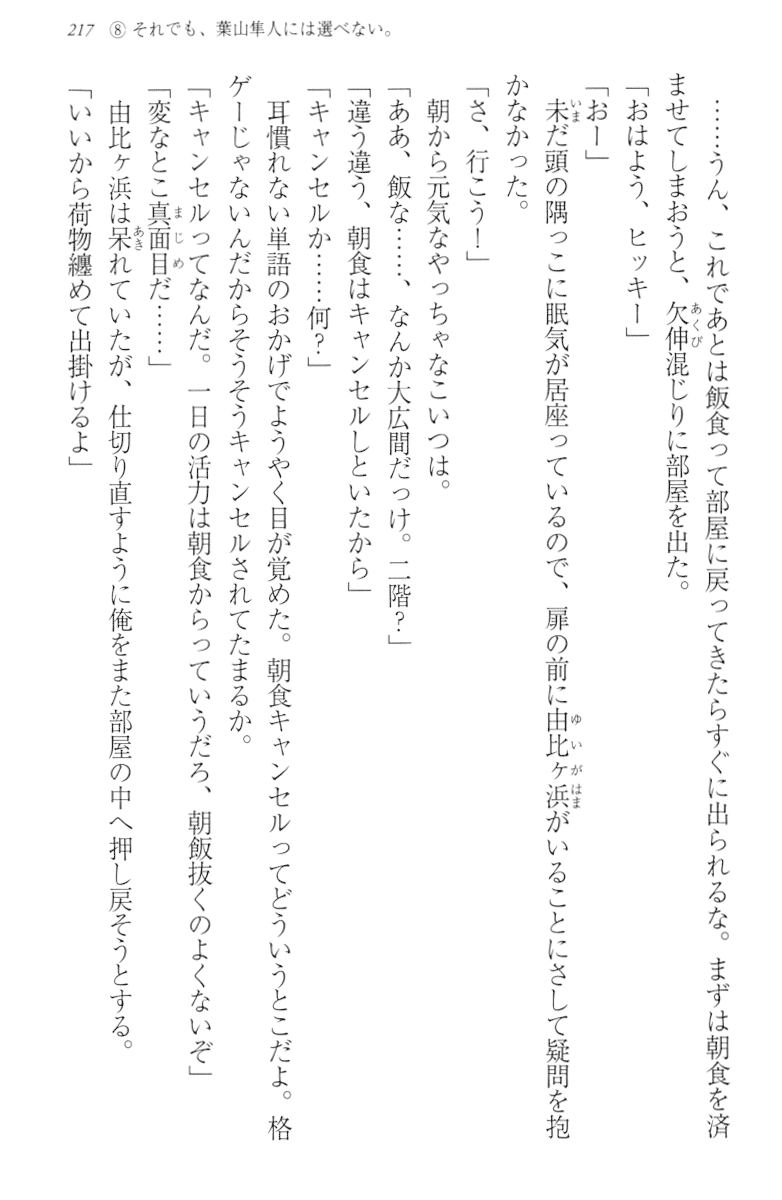 217 ⑧ それでも、葉山隼人には選べない。
……うん、これであとは飯食って部屋に戻ってきたらすぐに出られるな。まずは朝食を済
ませてしまおうと、欠伸混じりに部屋を出た。
「おはよう、ヒッキー」
「おー」
未だ頭の隅っこに眠気が居座っているので、扉の前に由比ヶ浜がいることにさして疑問を抱
かなかった。
「さ、行こう！」
朝から元気なやっちゃなこいつは。
「ああ、飯な……、なんか大広間だっけ。二階？」
「違う違う、朝食はキャンセルしといたから」
「キャンセルか……何？」
耳慣れない単語のおかげでようやく目が覚めた。朝食キャンセルってどういうとこだよ。格
ゲーじゃないんだからそうそうキャンセルされてたまるか。
「キャンセルってなんだ。一日の活力は朝食からっていうだろ、朝飯抜くのよくないぞ」
「変なとこ真面目だ……」
由比ヶ浜は呆れていたが、仕切り直すように俺をまた部屋の中へ押し戻そうとする。
「いいから荷物纏めて出掛けるよ」